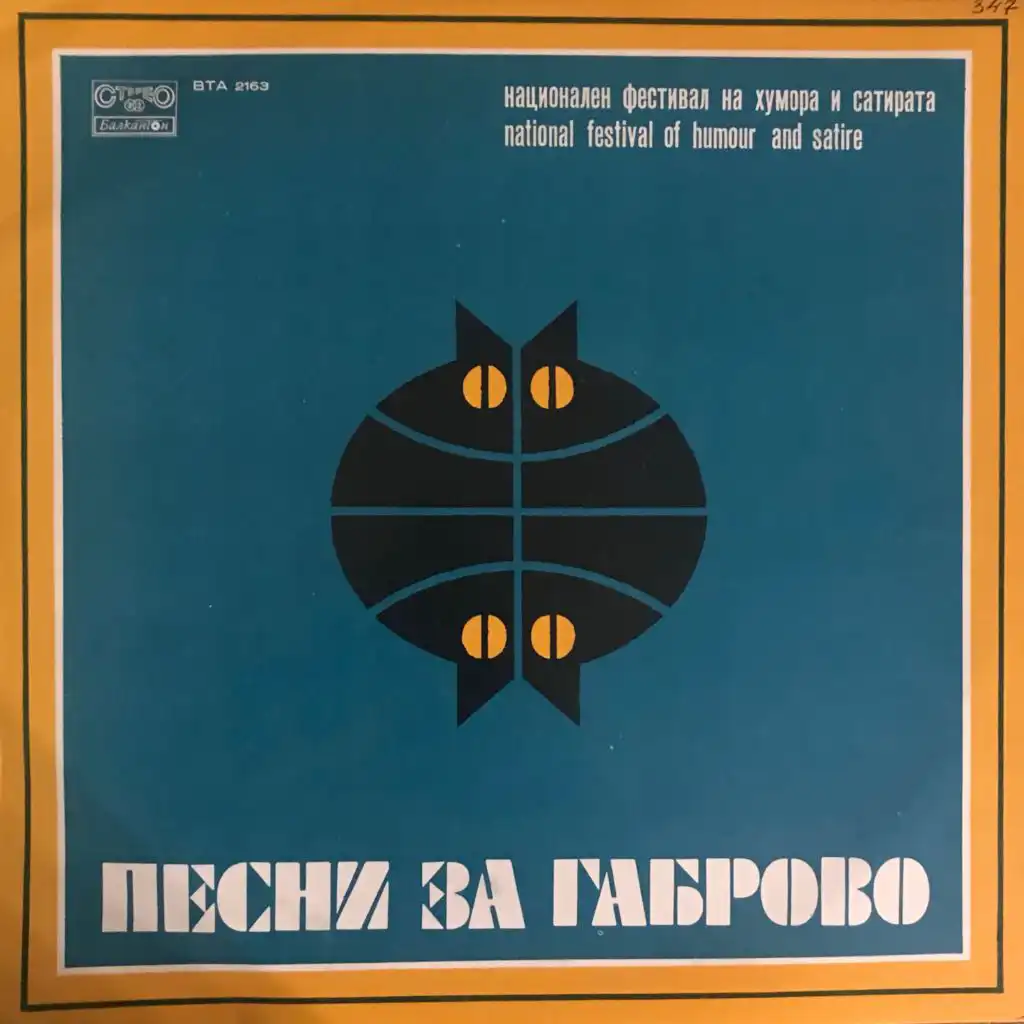 347
СТЕРЕО
Балкантон
ВТА 2163
национален фестивал на хумора и сатирата
national festival of humour and satire
ПЕСНИ ЗА ГАБРОВО